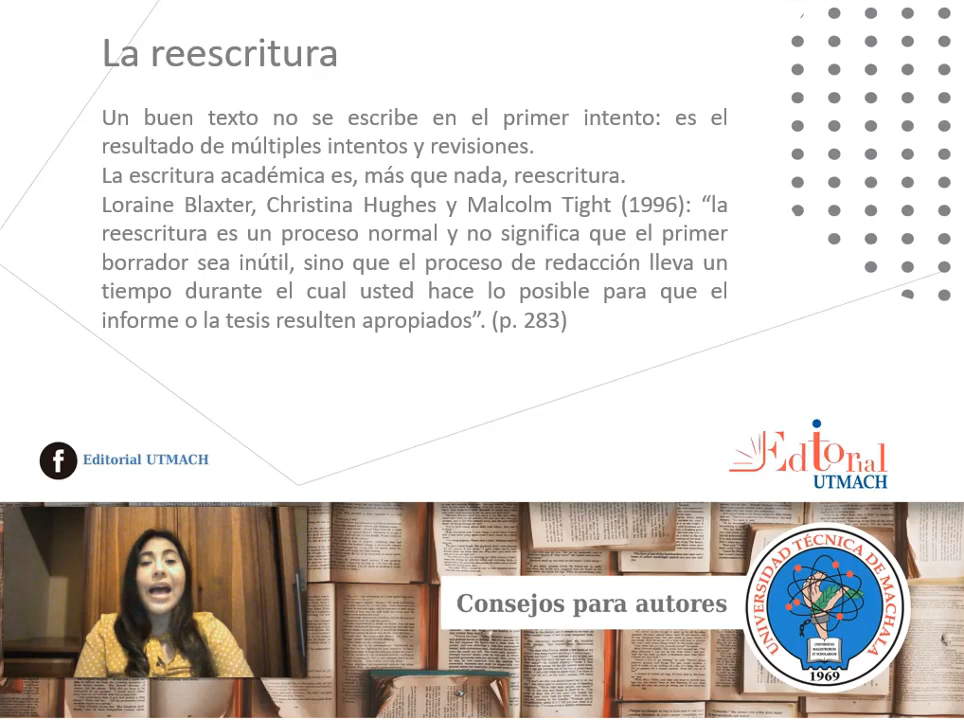 La reescritura
Un buen texto no se escribe en el primer intento: es el
resultado de múltiples intentos y revisiones.
La escritura académica es, más que nada, reescritura.
Loraine Blaxter, Christina Hughes y Malcolm Tight (1996): “la
reescritura es un proceso normal y no significa que el primer
borrador sea inútil, sino que el proceso de redacción lleva un
tiempo durante el cual usted hace lo posible para que el
informe o la tesis resulten apropiados”. (p. 283)
f Editorial UTMACH
Editorial
UTMACH
Consejos para autores
UNIVERSIDAD TÉCNICA DE MACHALA
1969